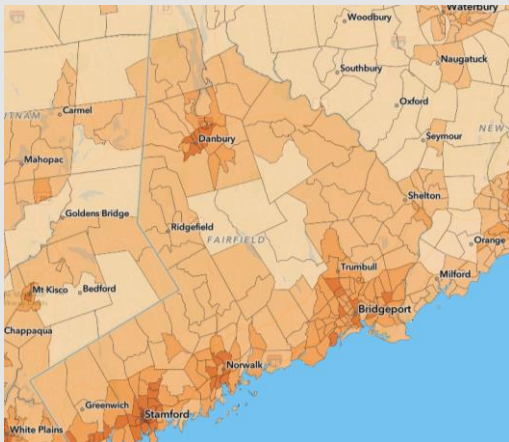 Waterbury
Woodbury
Naugatuck
Southbury
Oxford
Carmel
Danbury
Seymour
NEW
Mahopac
Shelton
Goldens Bridge
Ridgefield
FAIRFIELD
Orange
Trumbull
Milford
Mt Kisco
Bedford
Bridgeport
Chappaqua
Norwalk
Greenwich
Stamford
White Plains